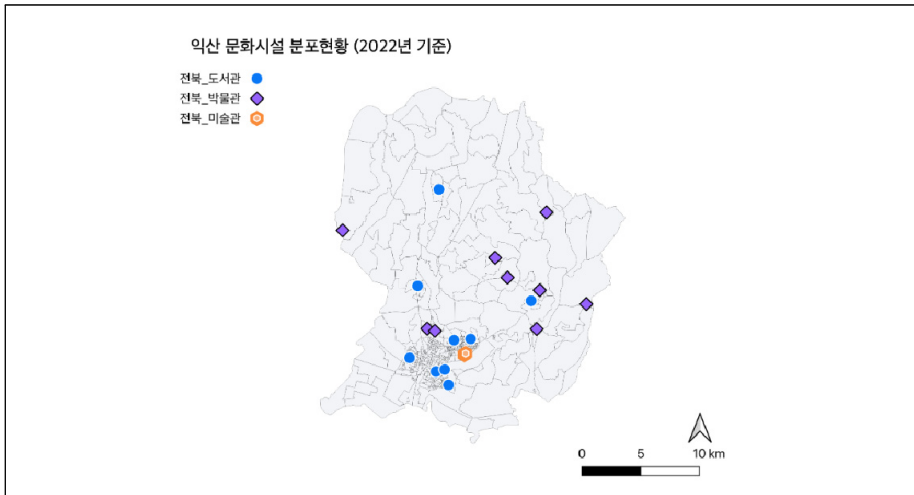 익산 문화시설 분포현황 (2022년 기준)
전북_도서관
전북_박물관
전북_미술관
0 5 10 km